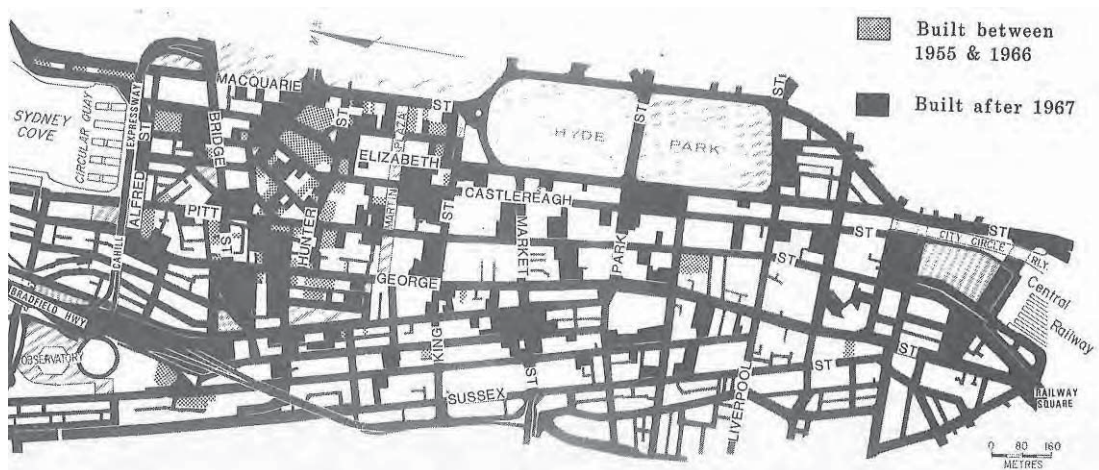 Built between
1955 & 1966
Built after 1967
MACQUARIE
ST
ST
ST
ST
SYDNEY
COVE
CIRCULAR QUAY
EXPRESSWAY
ST
BRIDGE
PLAZA
HYDE
PARK
ELIZABETH
ALFRED
PITT
ST
HUNTER
MARTIN
ST
CASTLEREAGH
MARKET
PARK
ST
ST
ST
CITY CIRCLE
RLY.
CAHILL
GEORGE
Central
Railway
BRADFIELD HWY
OBSERVATORY
KING
ST
ST
SUSSEX
LIVERPOOL
RAILWAY
SQUARE
0 80 160
METRES